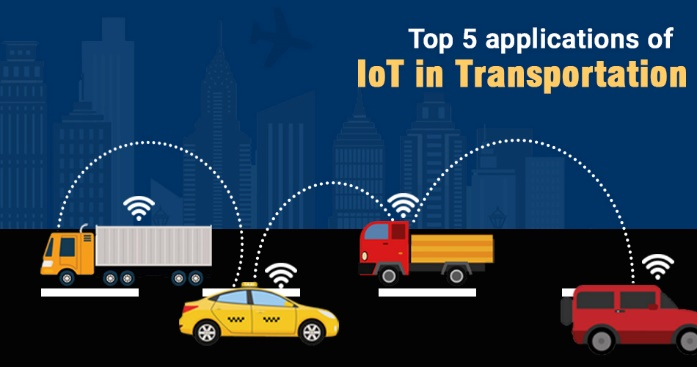 Top 5 applications of
IoT in Transportation